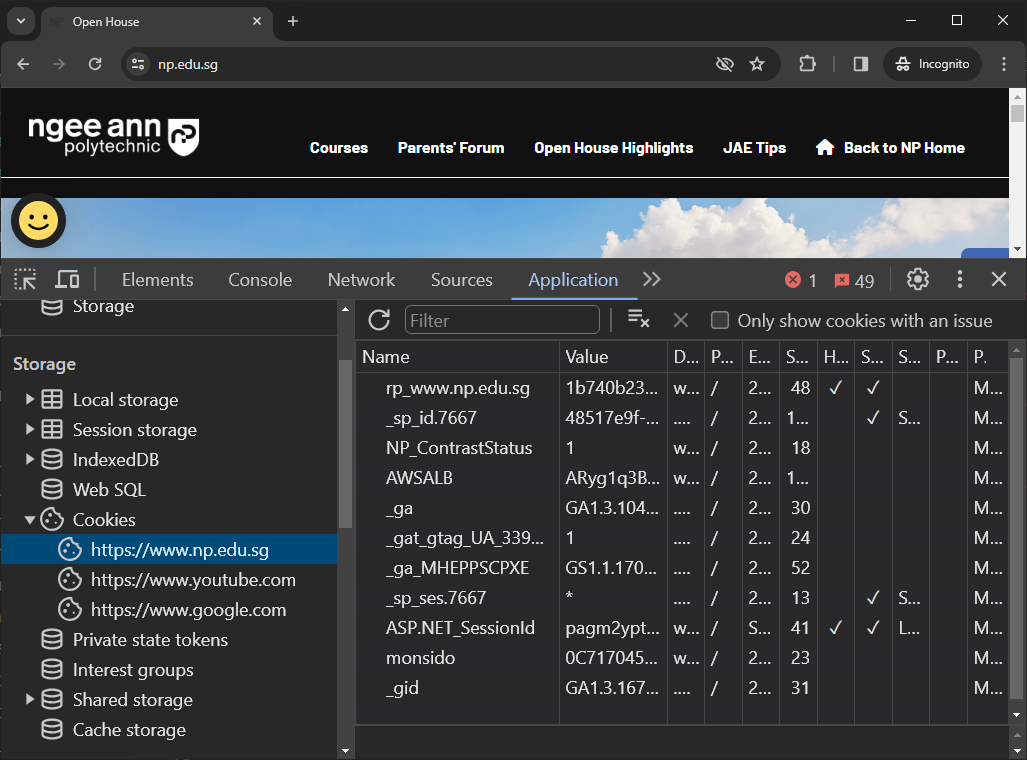 Open House
np.edu.sg
Incognito
ngee ann
polytechnic
Courses Parents' Forum Open House Highlights JAE Tips Back to NP Home
Elements Console Network Sources Application 1 49
Storage
Filter
Only show cookies with an issue
Storage
Local storage
Session storage
IndexedDB
Web SQL
Cookies
https://www.np.edu.sg
https://www.youtube.com
https://www.google.com
Private state tokens
Interest groups
Shared storage
Cache storage
Name Value D... P... E... S... H... S... S... P... P.
rp_www.np.edu.sg 1b740b23... w... / 2... 48 ✓ ✓ M...
_sp_id.7667 48517e9f-... .... / 2... 1... ✓ S... M...
NP_ContrastStatus 1 w... / 2... 18 M...
AWSALB ARyg1q3B... w... / 2... 1... M...
_ga GA1.3.104... .... / 2... 30 M...
_gat_gtag_UA_339... 1 .... / 2... 24 M...
_ga_MHEPPSCPXE GS1.1.170... .... / 2... 52 M...
_sp_ses.7667 * .... / 2... 13 ✓ S... M...
ASP.NET_SessionId pagm2ypt... w... / S... 41 ✓ ✓ L... M...
monsido 0C717045... w... / 2... 23 M...
_gid GA1.3.167... .... / 2... 31 M...